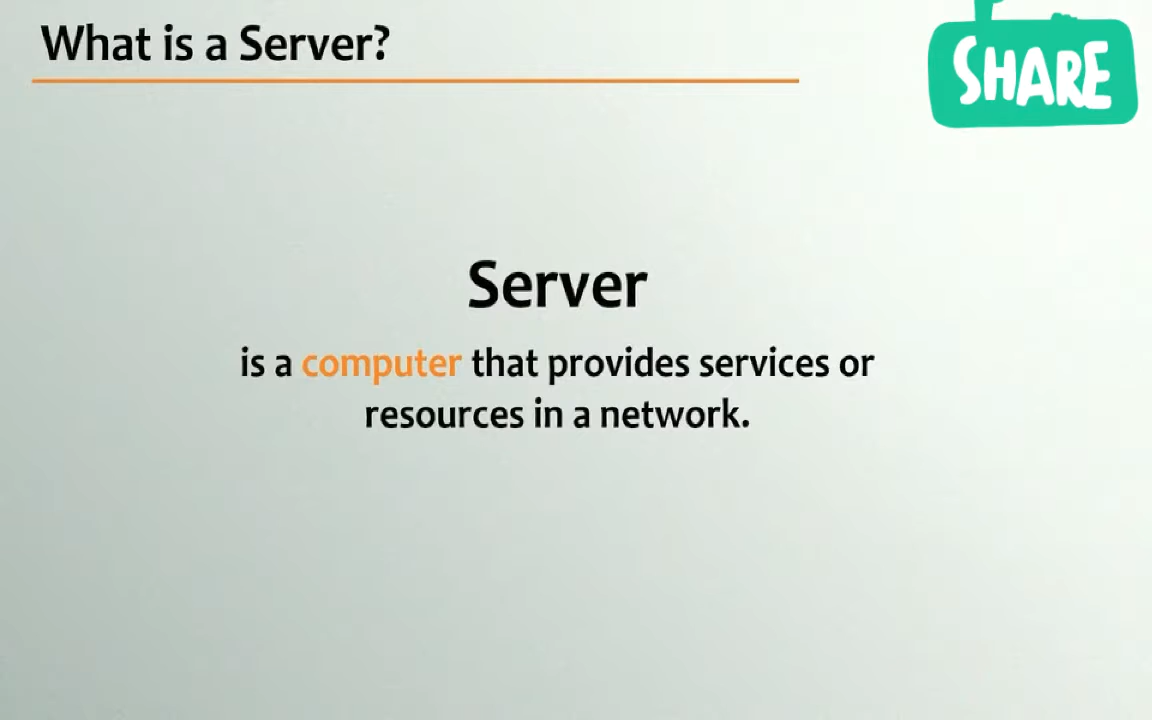 What is a Server?
SHARE
Server
is a computer that provides services or
resources in a network.